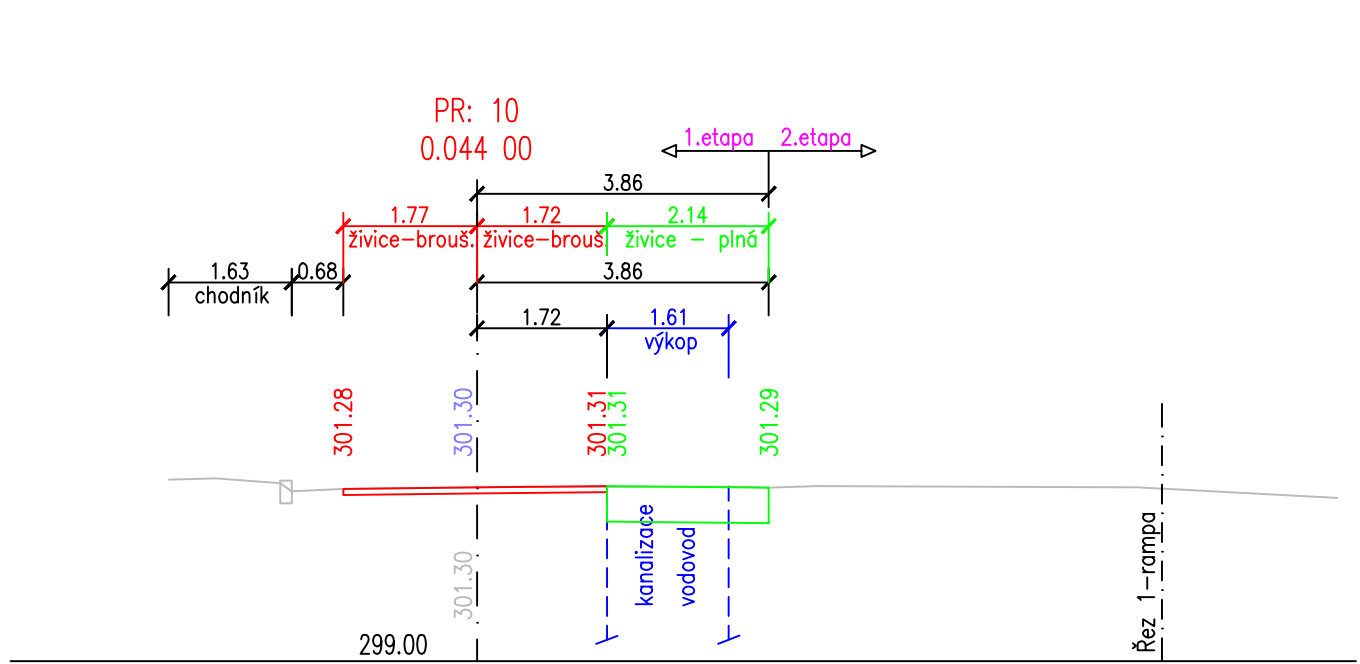 PR: 10
0.044 00
1.etapa 2.etapa
3.86
1.77 1.72 2.14
živice-brouš. živice-brouš. živice - plná
1.63 0.68 3.86
chodník
1.72 1.61
výkop
301.28
301.30
301.31
301.31
301.29
kanalizace
vodovod
301.30
Řez 1-rampa
299.00